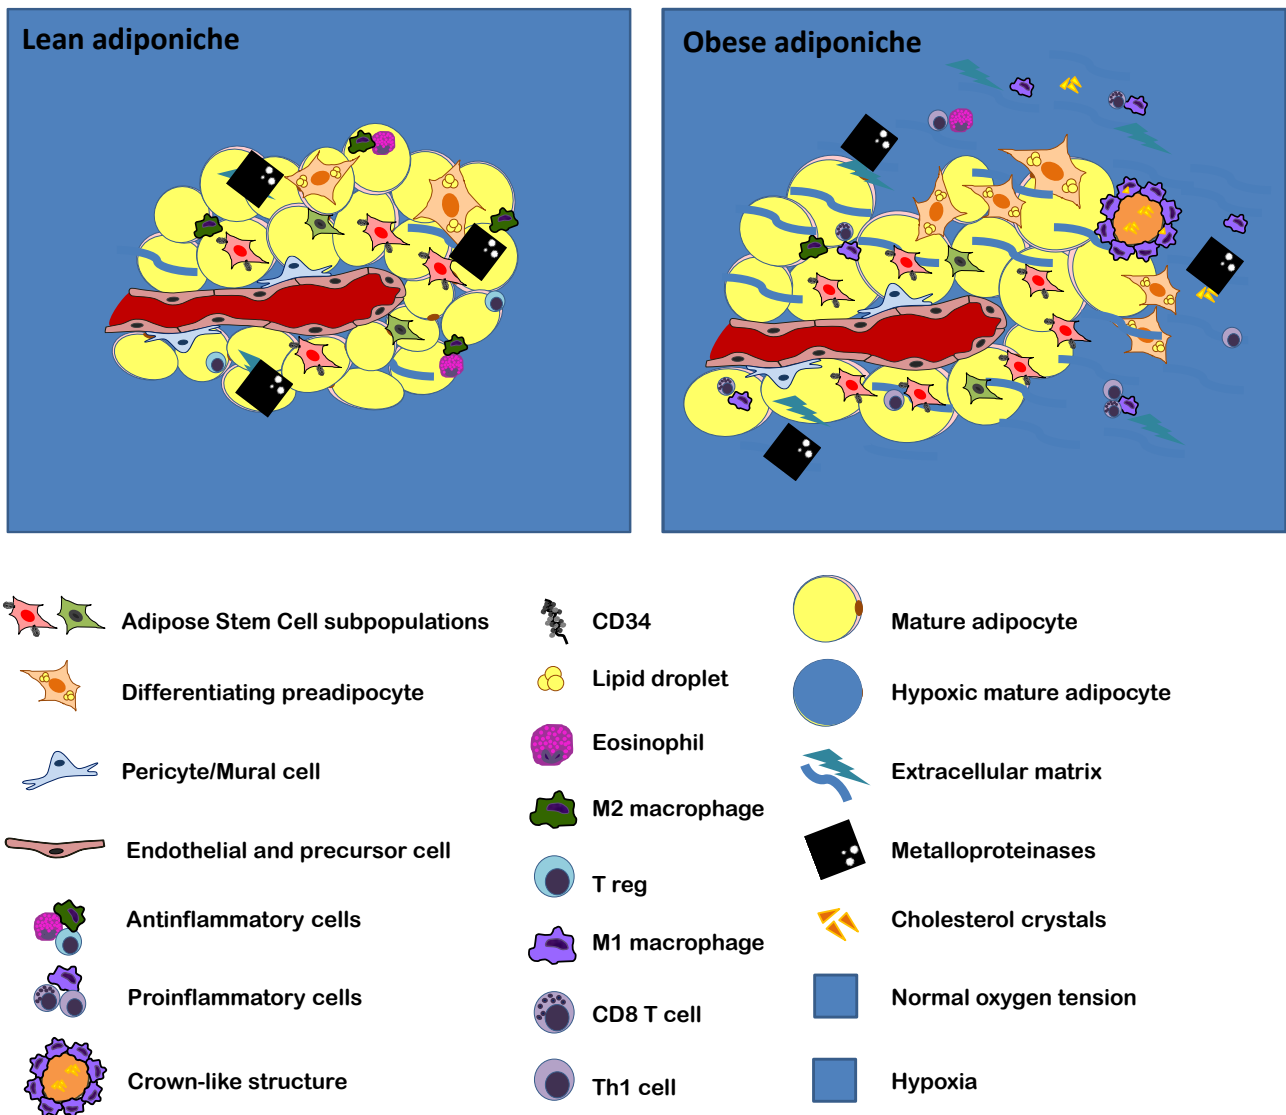 Lean adiponiche
Obese adiponiche
Adipose Stem Cell subpopulations
Differentiating preadipocyte
Pericyte/Mural cell
Endothelial and precursor cell
Antinflammatory cells
Proinflammatory cells
Crown-like structure
CD34
Lipid droplet
Eosinophil
M2 macrophage
T reg
M1 macrophage
CD8 T cell
Th1 cell
Mature adipocyte
Hypoxic mature adipocyte
Extracellular matrix
Metalloproteinases
Cholesterol crystals
Normal oxygen tension
Hypoxia